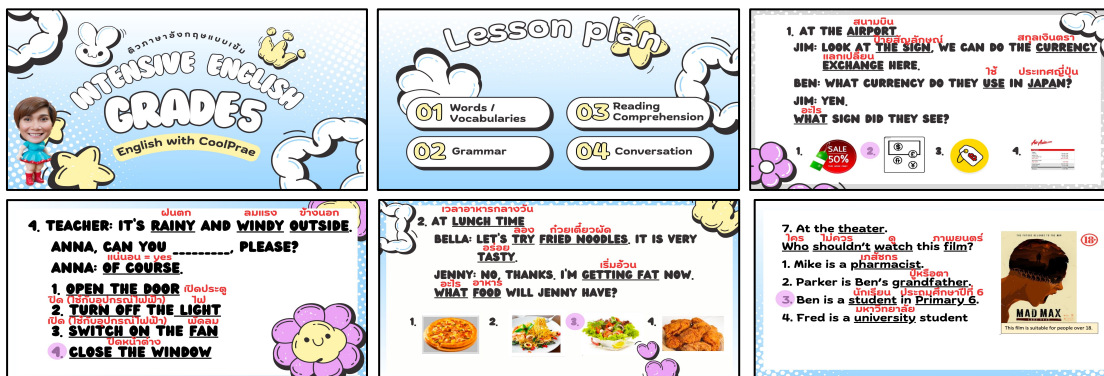 ติวภาษาอังกฤษแบบเข้ม
INTENSIVE ENGLISH
GRADE5
English with CoolPrae
Lesson plan
01 Words / Vocabularies
02 Grammar
03 Reading Comprehension
04 Conversation
สนามบิน
1. AT THE AIRPORT
ป้ายสัญลักษณ์ สกุลเงินตรา
JIM: LOOK AT THE SIGN, WE CAN DO THE CURRENCY
แลกเปลี่ยน
EXCHANGE HERE.
ใช้ ประเทศญี่ปุ่น
BEN: WHAT CURRENCY DO THEY USE IN JAPAN?
JIM: YEN.
อะไร
WHAT SIGN DID THEY SEE?
1. SALE 50% 2. 3. 4.
ฝนตก ลมแรง ข้างนอก
4. TEACHER: IT'S RAINY AND WINDY OUTSIDE.
ANNA, CAN YOU ________, PLEASE?
แน่นอน = yes
ANNA: OF COURSE.
1. OPEN THE DOOR เปิดประตู
ปิด (ใช้กับอุปกรณ์ไฟฟ้า) ไฟ
2. TURN OFF THE LIGHT
เปิด (ใช้กับอุปกรณ์ไฟฟ้า) พัดลม
3. SWITCH ON THE FAN
ปิดหน้าต่าง
4. CLOSE THE WINDOW
เวลาอาหารกลางวัน
2. AT LUNCH TIME
ลอง ก๋วยเตี๋ยวผัด
BELLA: LET'S TRY FRIED NOODLES. IT IS VERY
อร่อย
TASTY.
เริ่มอ้วน
JENNY: NO, THANKS. I'M GETTING FAT NOW.
อะไร อาหาร
WHAT FOOD WILL JENNY HAVE?
1. 2. 3. 4.
7. At the theater.
ใคร ไม่ควร ดู ภาพยนตร์
Who shouldn't watch this film?
เภสัชกร
1. Mike is a pharmacist.
ปู่หรือตา
2. Parker is Ben's grandfather.
นักเรียน ประถมศึกษาปีที่ 6
3. Ben is a student in Primary 6.
มหาวิทยาลัย
4. Fred is a university student
18+
MAD MAX
This film is suitable for people over 18.